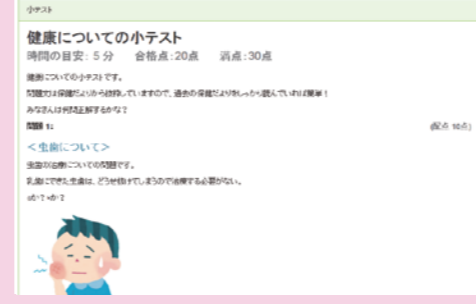 小テスト
健康についての小テスト
時間の目安: 5分 合格点:20点 満点:30点
健康についての小テストです。
問題文は保健だよりから抜粋していますので、過去の保健だよりをしっかり読んでいれば簡単！
みなさんは何問正解するかな？
問題 1: (配点 10点)
＜虫歯について＞
虫歯の治療についての問題です。
乳歯にできた虫歯は、どうせ抜けてしまうので治療する必要がない。
○か？×か？